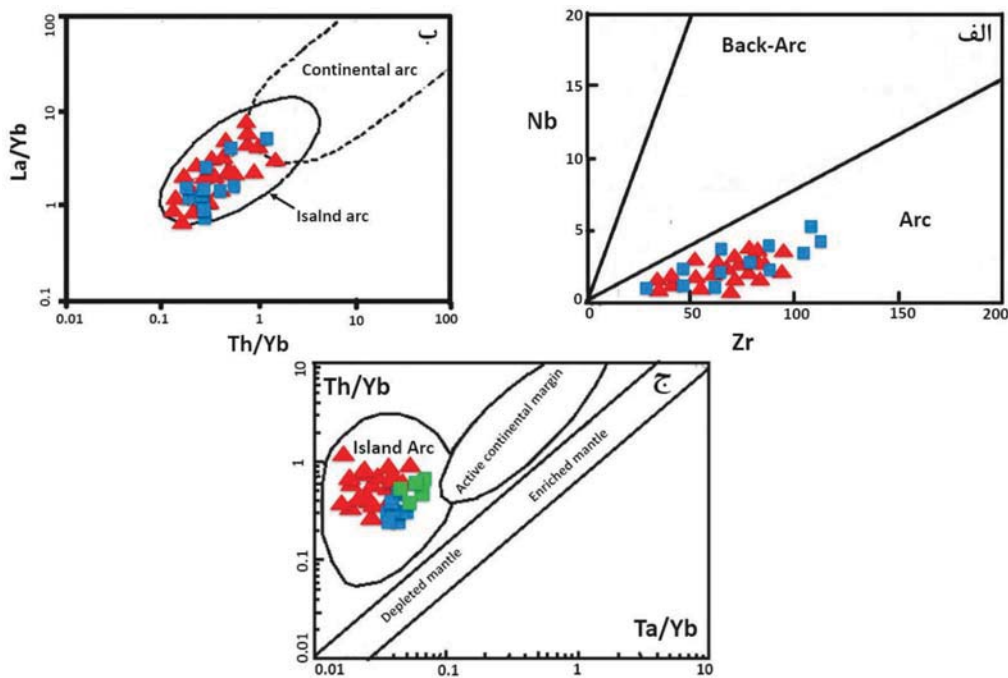 ب
100
10
1
0.1
La/Yb
Continental arc
Isalnd arc
0.01
0.1
1
10
100
Th/Yb
الف
20
15
10
5
0
Nb
Back-Arc
Arc
0
50
100
150
200
Zr
ج
10
1
0.1
0.01
Th/Yb
Island Arc
Active continental margin
Enriched mantle
Depleted mantle
Ta/Yb
0.01
0.1
1
10